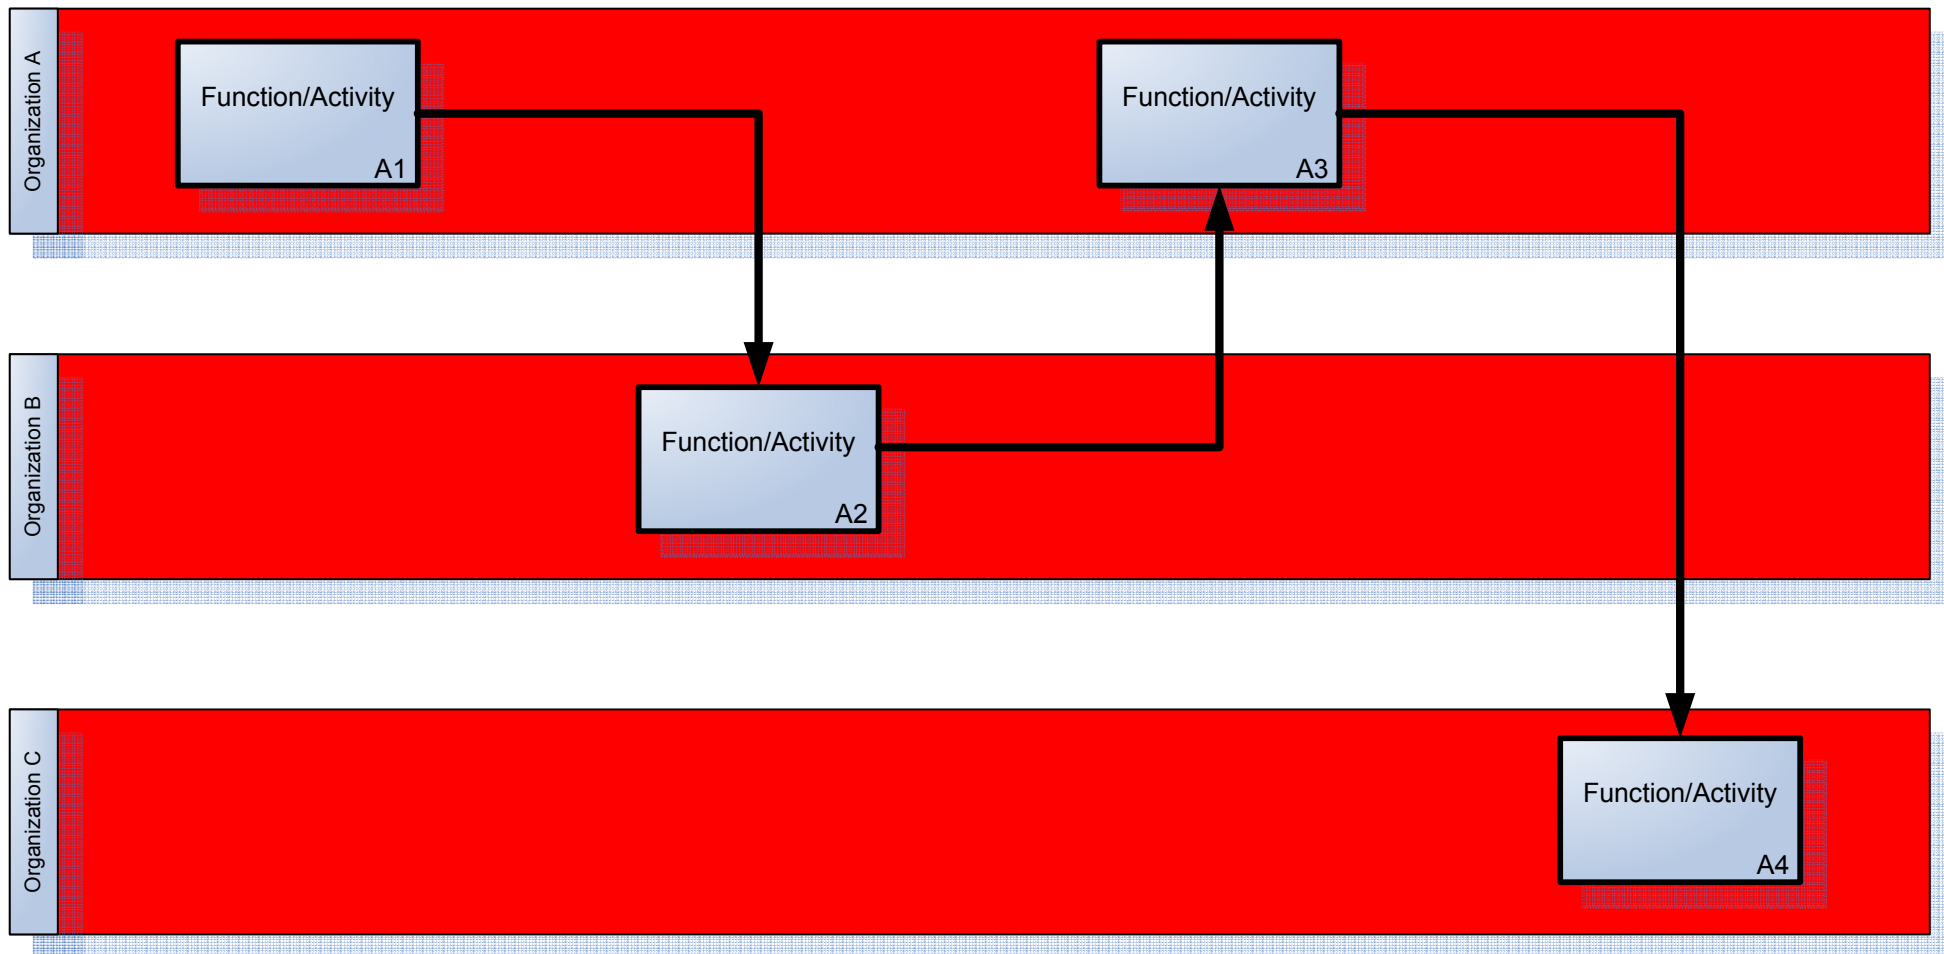 Organization A
Function/Activity
A1
Function/Activity
A3
Organization B
Function/Activity
A2
Organization C
Function/Activity
A4